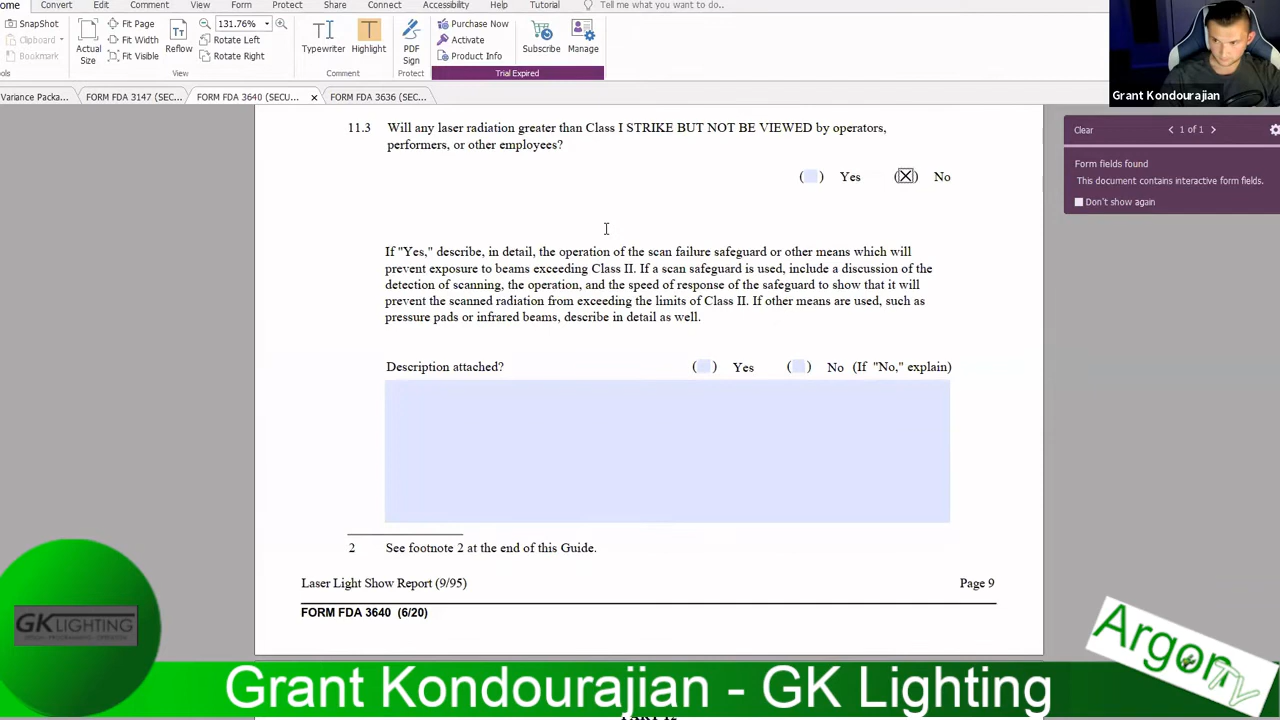 ome Convert Edit Comment View Form Protect Share Connect Accessibility Help Tutorial Tell me what you want to do..
SnapShot
Clipboard
Bookmark
ols
Actual Size
Fit Page
Fit Width
Fit Visible
Reflow
131.76%
Rotate Left
Rotate Right
View
Typewriter
Highlight
Comment
PDF Sign
Protect
Purchase Now
Activate
Product Info
Subscribe
Manage
Trial Expired
Grant Kondourajian
Variance Packa...
FORM FDA 3147 (SEC...
FORM FDA 3640 (SECU...
FORM FDA 3636 (SEC...
Clear 1 of 1
Form fields found
This document contains interactive form fields.
Don't show again
11.3 Will any laser radiation greater than Class I STRIKE BUT NOT BE VIEWED by operators,
performers, or other employees?
( ) Yes (☒) No
If "Yes," describe, in detail, the operation of the scan failure safeguard or other means which will
prevent exposure to beams exceeding Class II. If a scan safeguard is used, include a discussion of the
detection of scanning, the operation, and the speed of response of the safeguard to show that it will
prevent the scanned radiation from exceeding the limits of Class II. If other means are used, such as
pressure pads or infrared beams, describe in detail as well.
Description attached? ( ) Yes ( ) No (If "No," explain)
2 See footnote 2 at the end of this Guide.
Laser Light Show Report (9/95) Page 9
FORM FDA 3640 (6/20)
GK LIGHTING
Argon TV
Grant Kondourajian - GK Lighting
PART 12